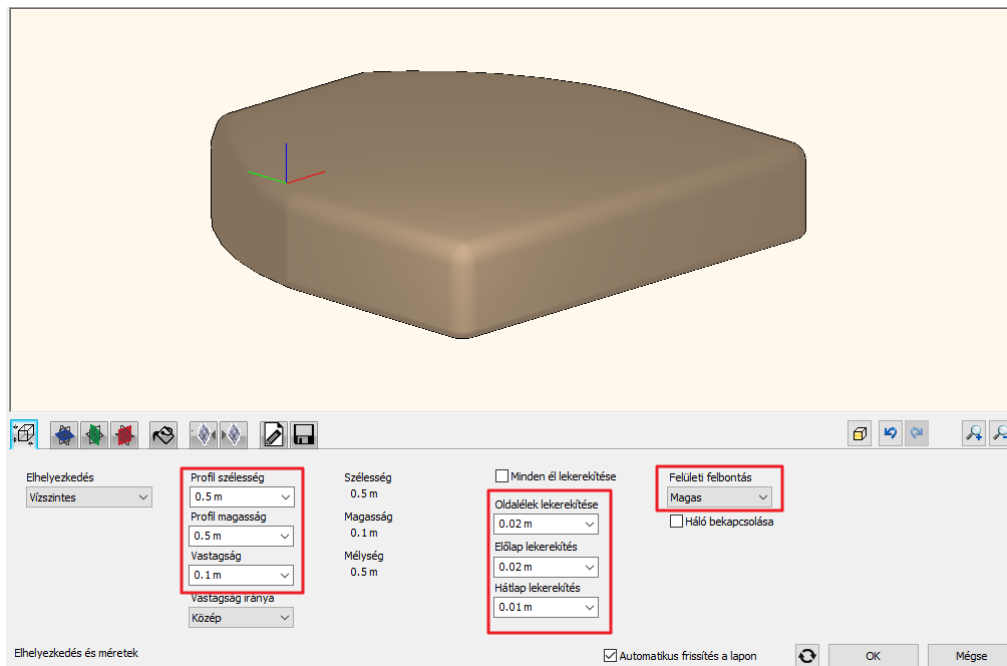 Elhelyezkedés
Vízszintes
Profil szélesség
0.5 m
Profil magasság
0.5 m
Vastagság
0.1 m
Vastagság iránya
Közép
Szélesség
0.5 m
Magasság
0.1 m
Mélység
0.5 m
Minden él lekerekítése
Oldalélek lekerekítése
0.02 m
Előlap lekerekítés
0.02 m
Hátlap lekerekítés
0.01 m
Felületi felbontás
Magas
Háló bekapcsolása
Elhelyezkedés és méretek
Automatikus frissítés a lapon
OK
Mégse